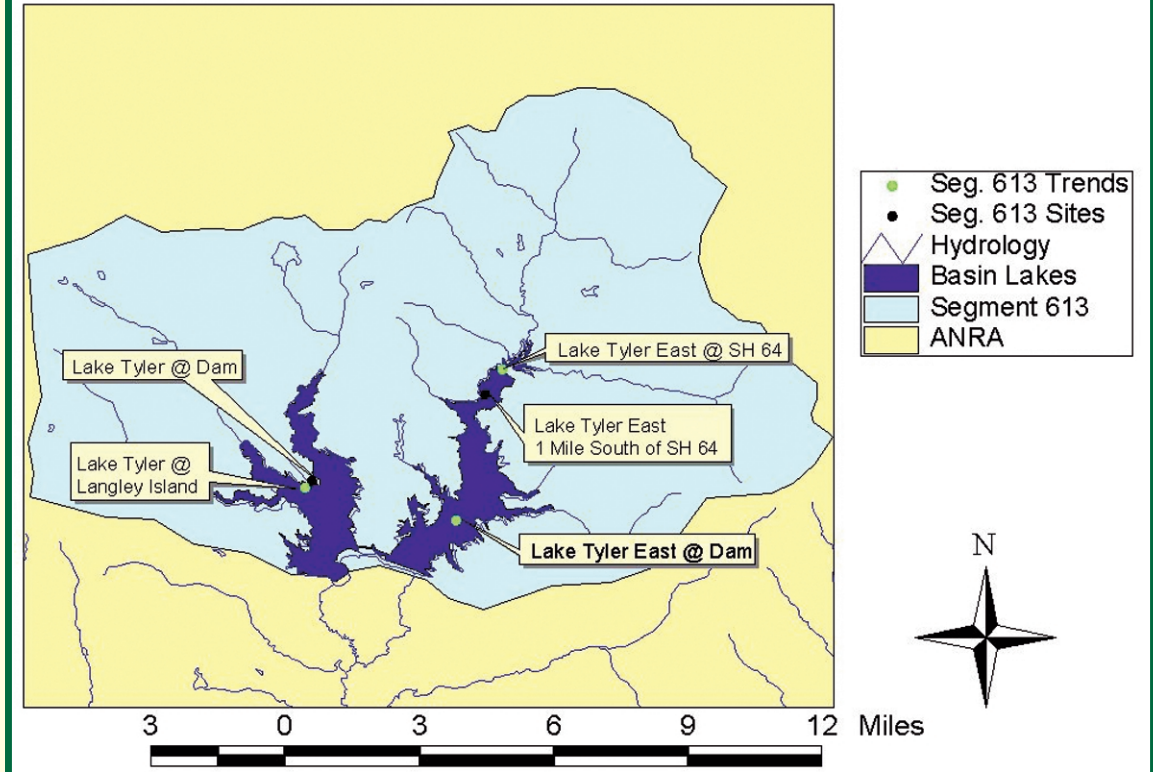 Lake Tyler @ Dam
Lake Tyler @
Langley Island
Lake Tyler East @ SH 64
Lake Tyler East
1 Mile South of SH 64
Lake Tyler East @ Dam
Seg. 613 Trends
Seg. 613 Sites
Hydrology
Basin Lakes
Segment 613
ANRA
N
3 0 3 6 9 12 Miles